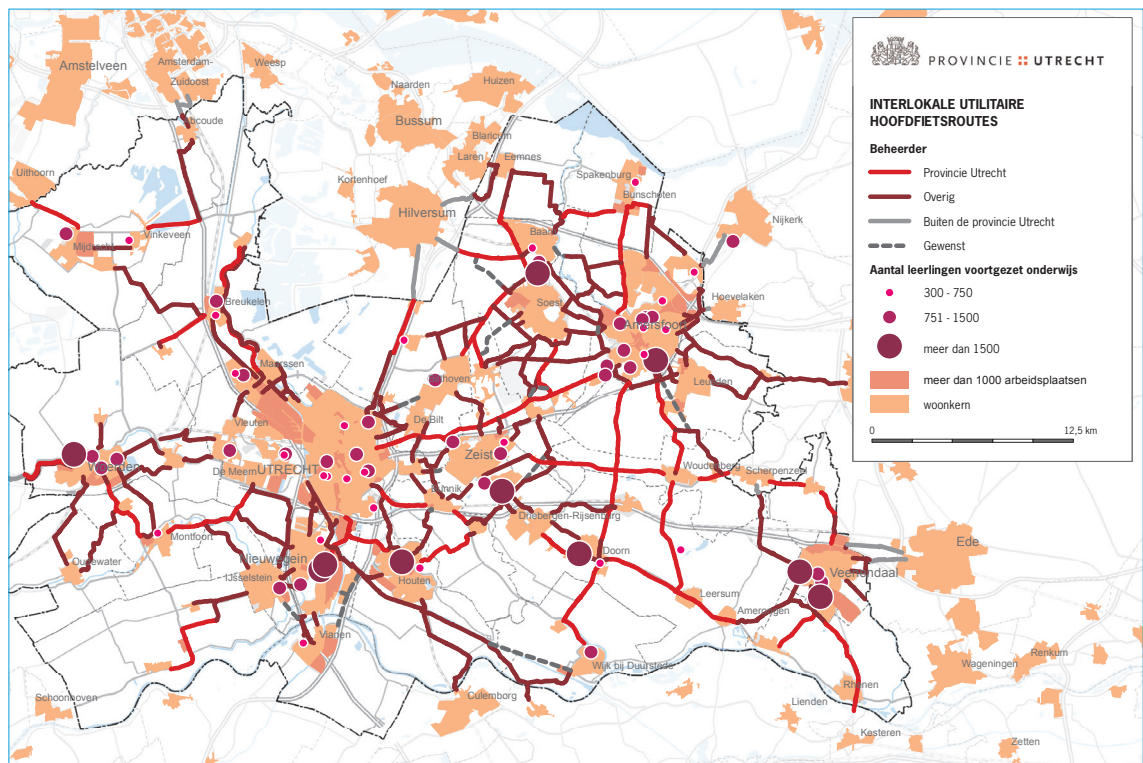 PROVINCIE UTRECHT
INTERLOKALE UTILITAIRE
HOOFDFIETSROUTES
Beheerder
Provincie Utrecht
Overig
Buiten de provincie Utrecht
Gewenst
Aantal leerlingen voortgezet onderwijs
300 - 750
751 - 1500
meer dan 1500
meer dan 1000 arbeidsplaatsen
woonkern
0 12,5 km
Amstelveen
Amsterdam-
Zuidoost
Weesp
Naarden
Huizen
Bussum
Blaricum
Laren
Eemnes
Uithoorn
Kortenhoef
Spakenburg
Bunschoten
Hilversum
Nijkerk
Mijdrecht
Vinkeveen
Baarn
Breukelen
Soest
Hoevelaken
Amersfoort
Maarssen
Leusden
De Bilt
Vleuten
Zeist
Woerden
De Meern
UTRECHT
Woudenberg
Scherpenzeel
Bunnik
Driebergen-Rijsenburg
Montfoort
Nieuwegein
Doorn
Ede
Oudewater
IJsselstein
Houten
Veenendaal
Leersum
Amerongen
Vianen
Wijk bij Duurstede
Renkum
Wageningen
Schoonhoven
Culemborg
Rhenen
Lienden
Kesteren
Zetten